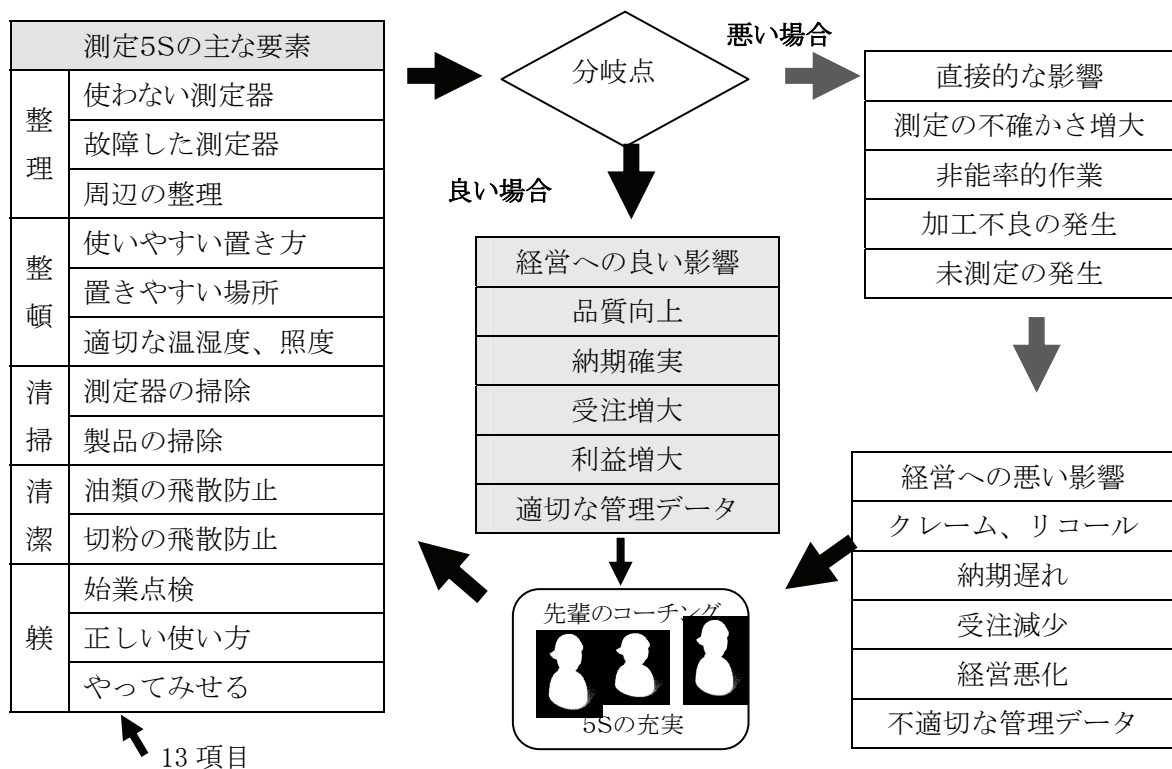 測定5Sの主な要素
整理
使わない測定器
故障した測定器
周辺の整理
整頓
使いやすい置き方
置きやすい場所
適切な温湿度、照度
清掃
測定器の掃除
製品の掃除
清潔
油類の飛散防止
切粉の飛散防止
躾
始業点検
正しい使い方
やってみせる
13 項目
分岐点
悪い場合
良い場合
経営への良い影響
品質向上
納期確実
受注増大
利益増大
適切な管理データ
先輩のコーチング
5Sの充実
直接的な影響
測定の不確かさ増大
非能率的作業
加工不良の発生
未測定の発生
経営への悪い影響
クレーム、リコール
納期遅れ
受注減少
経営悪化
不適切な管理データ